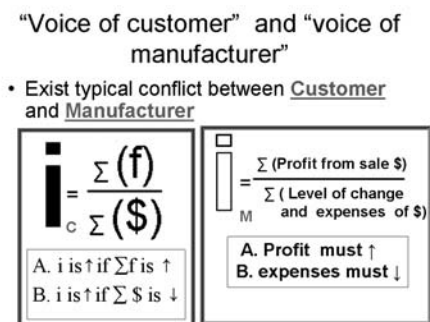 “Voice of customer” and “voice of
manufacturer”
• Exist typical conflict between Customer
and Manufacturer
i C = Σ (f)
Σ ($)
A. i is↑if Σf is ↑
B. i is↑if Σ $ is ↓
i M = Σ (Profit from sale $)
Σ ( Level of change
and expenses of $)
A. Profit must ↑
B. expenses must ↓